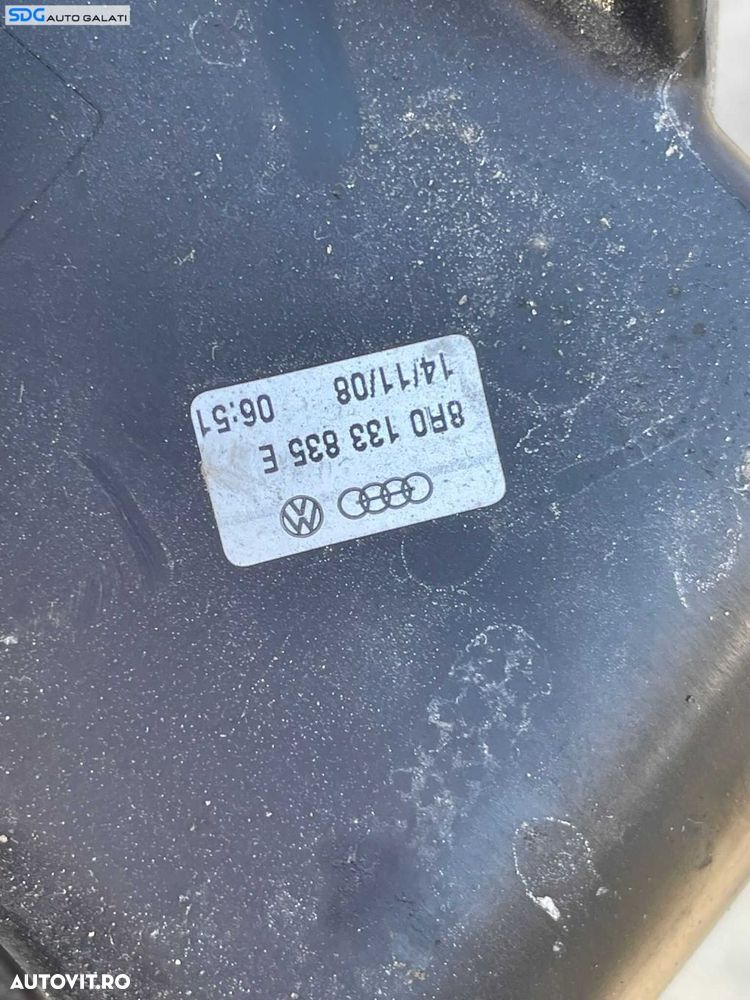 SDG AUTO GALATI
8R0 133 835 E
14/11/08 06:51
AUTOVIT.RO